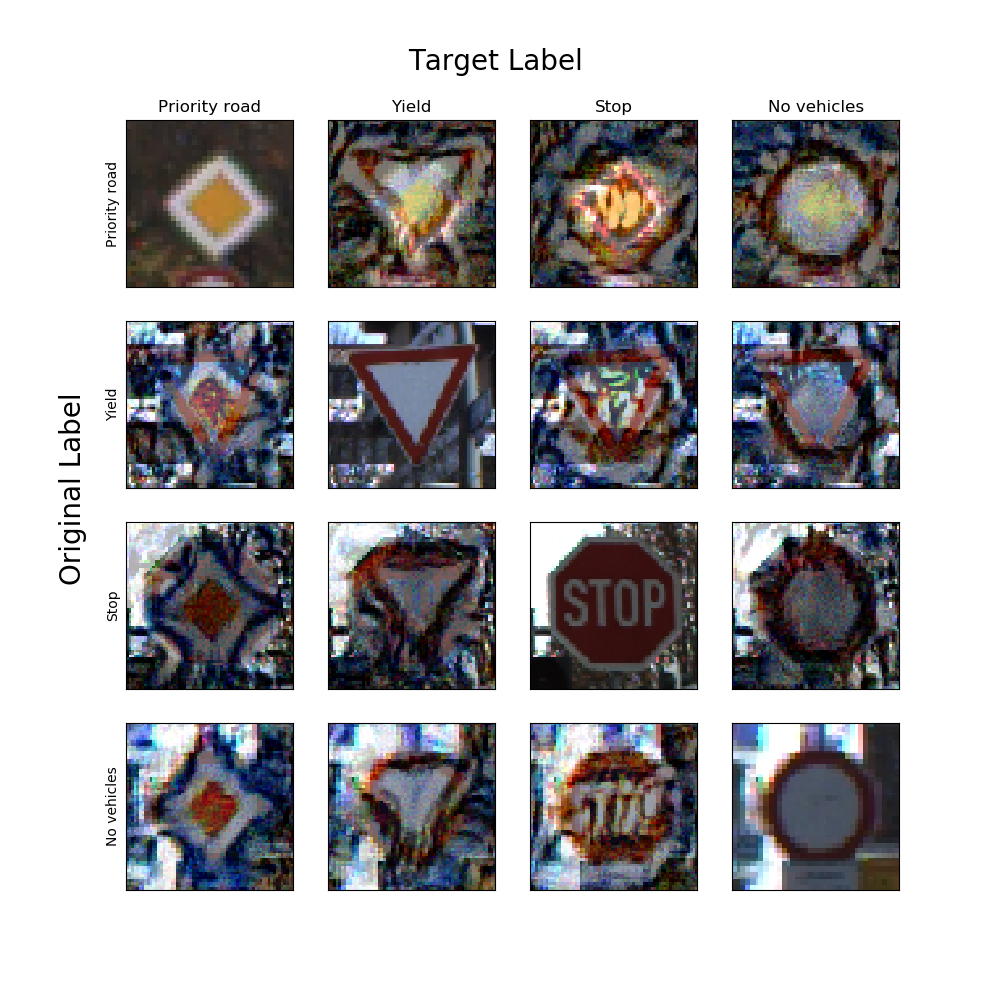 Target Label
Priority road Yield Stop No vehicles
Original Label
Priority road
Yield
Stop
STOP
No vehicles